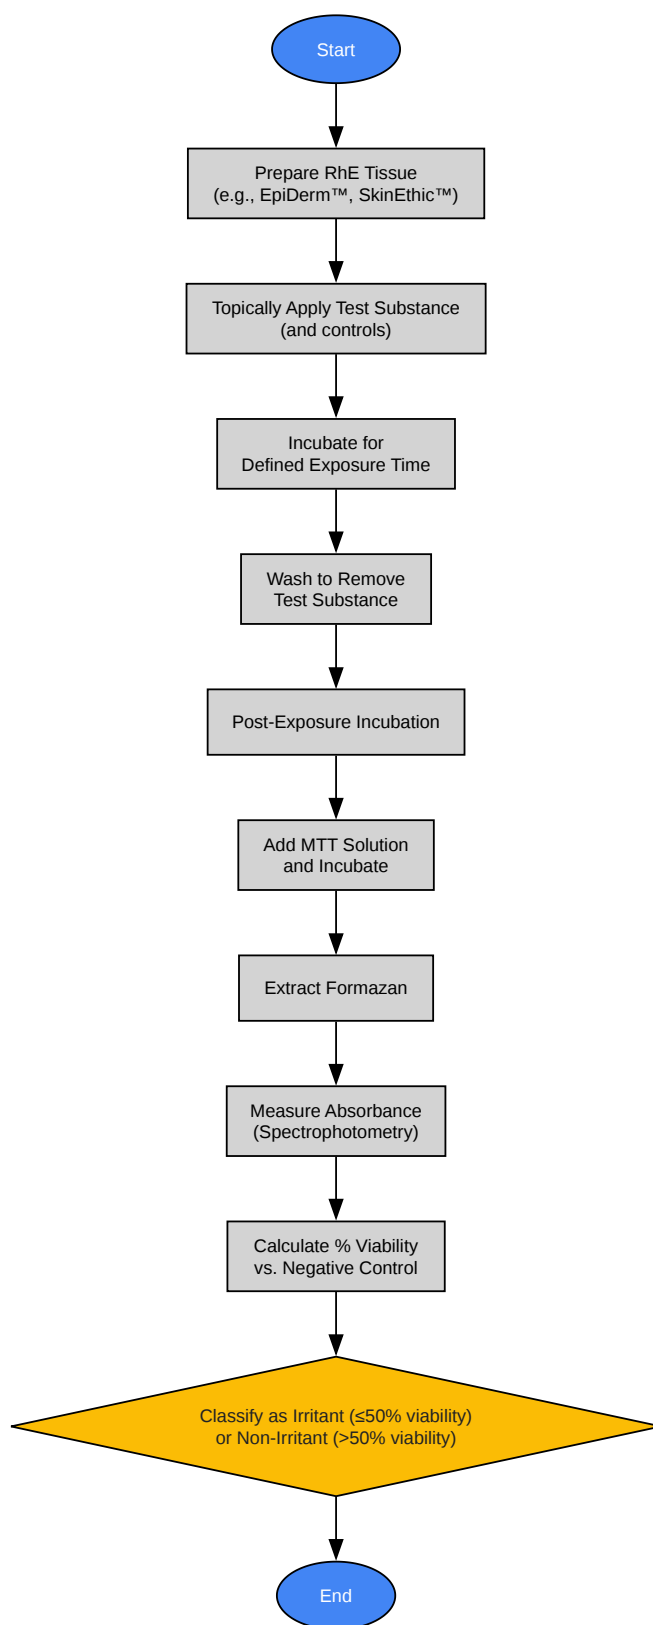 Start
Prepare RhE Tissue
(e.g., EpiDerm™, SkinEthic™)
Topically Apply Test Substance
(and controls)
Incubate for
Defined Exposure Time
Wash to Remove
Test Substance
Post-Exposure Incubation
Add MTT Solution
and Incubate
Extract Formazan
Measure Absorbance
(Spectrophotometry)
Calculate % Viability
vs. Negative Control
Classify as Irritant (≤50% viability)
or Non-Irritant (>50% viability)
End